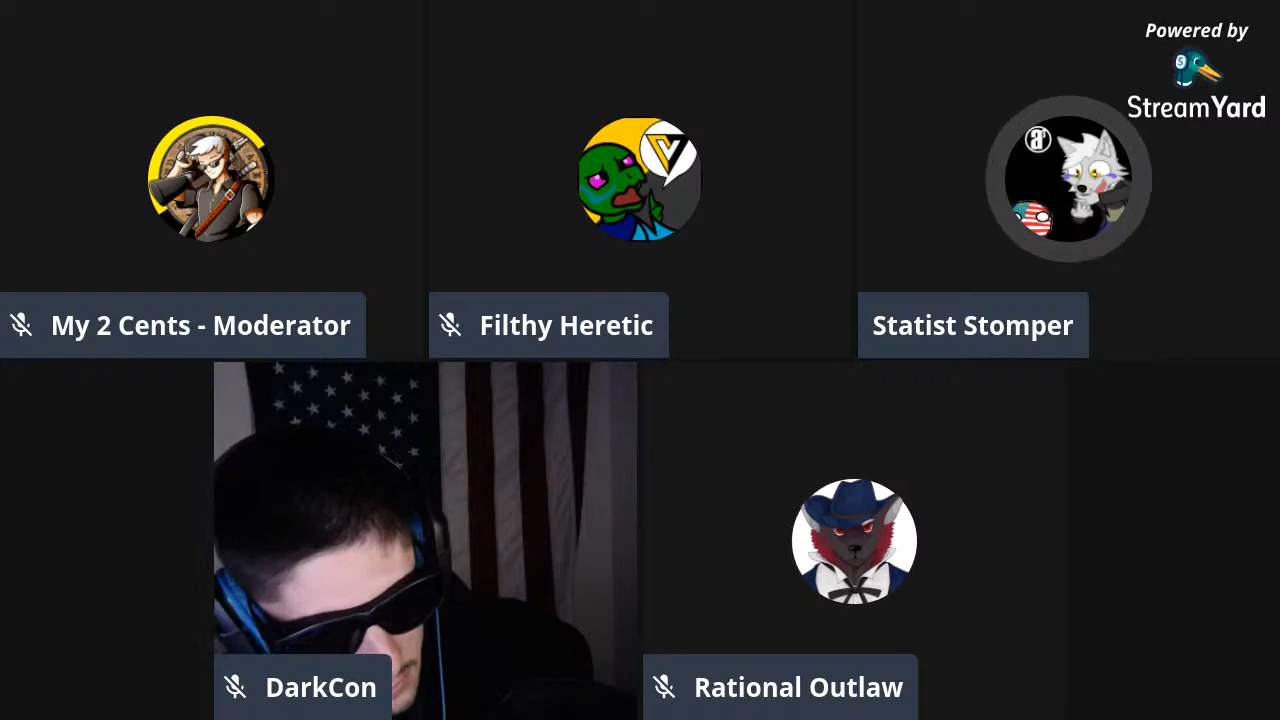 Powered by
StreamYard
My 2 Cents - Moderator
Filthy Heretic
Statist Stomper
DarkCon
Rational Outlaw